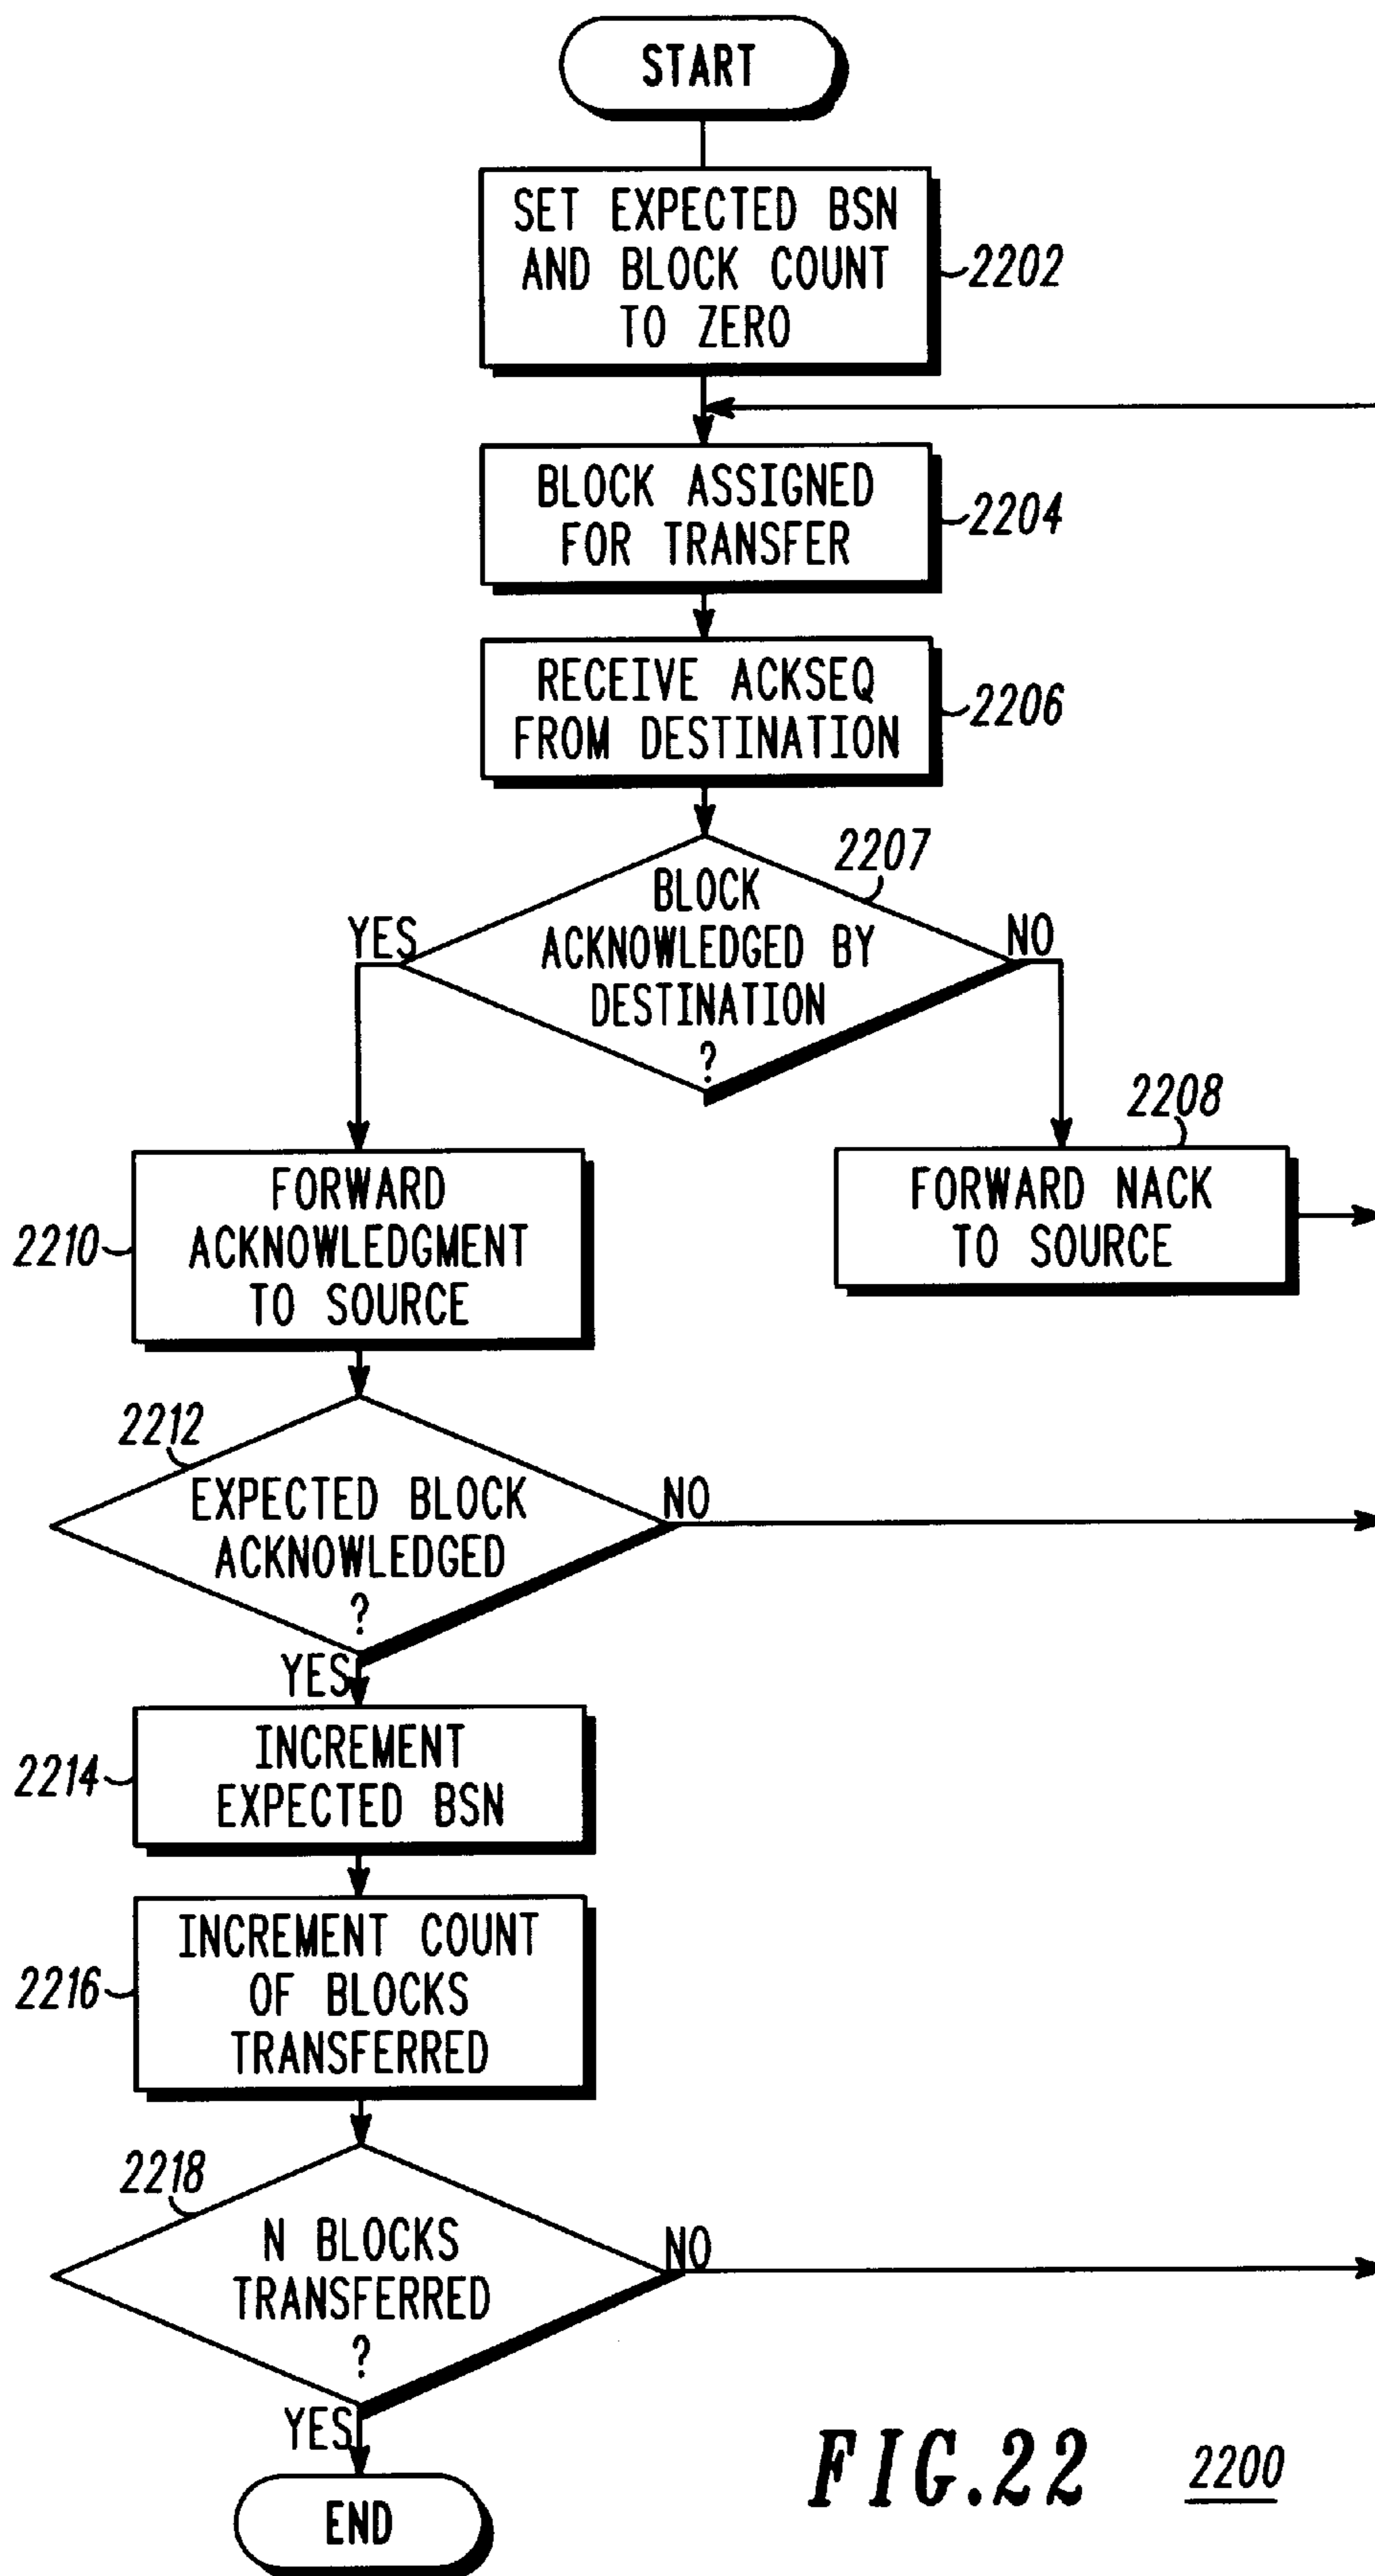 START
SET EXPECTED BSN
AND BLOCK COUNT
TO ZERO
2202
BLOCK ASSIGNED
FOR TRANSFER
2204
RECEIVE ACKSEQ
FROM DESTINATION
2206
2207
BLOCK
ACKNOWLEDGED BY
DESTINATION
?
YES
NO
2208
FORWARD NACK
TO SOURCE
2210
FORWARD
ACKNOWLEDGMENT
TO SOURCE
2212
EXPECTED BLOCK
ACKNOWLEDGED
?
NO
YES
2214
INCREMENT
EXPECTED BSN
2216
INCREMENT COUNT
OF BLOCKS
TRANSFERRED
2218
N BLOCKS
TRANSFERRED
?
NO
YES
END
FIG.22 2200